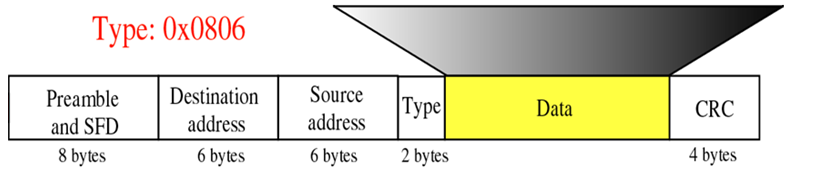 Type: 0x0806
Preamble
and SFD
Destination
address
Source
address
Type
Data
CRC
8 bytes
6 bytes
6 bytes
2 bytes
4 bytes